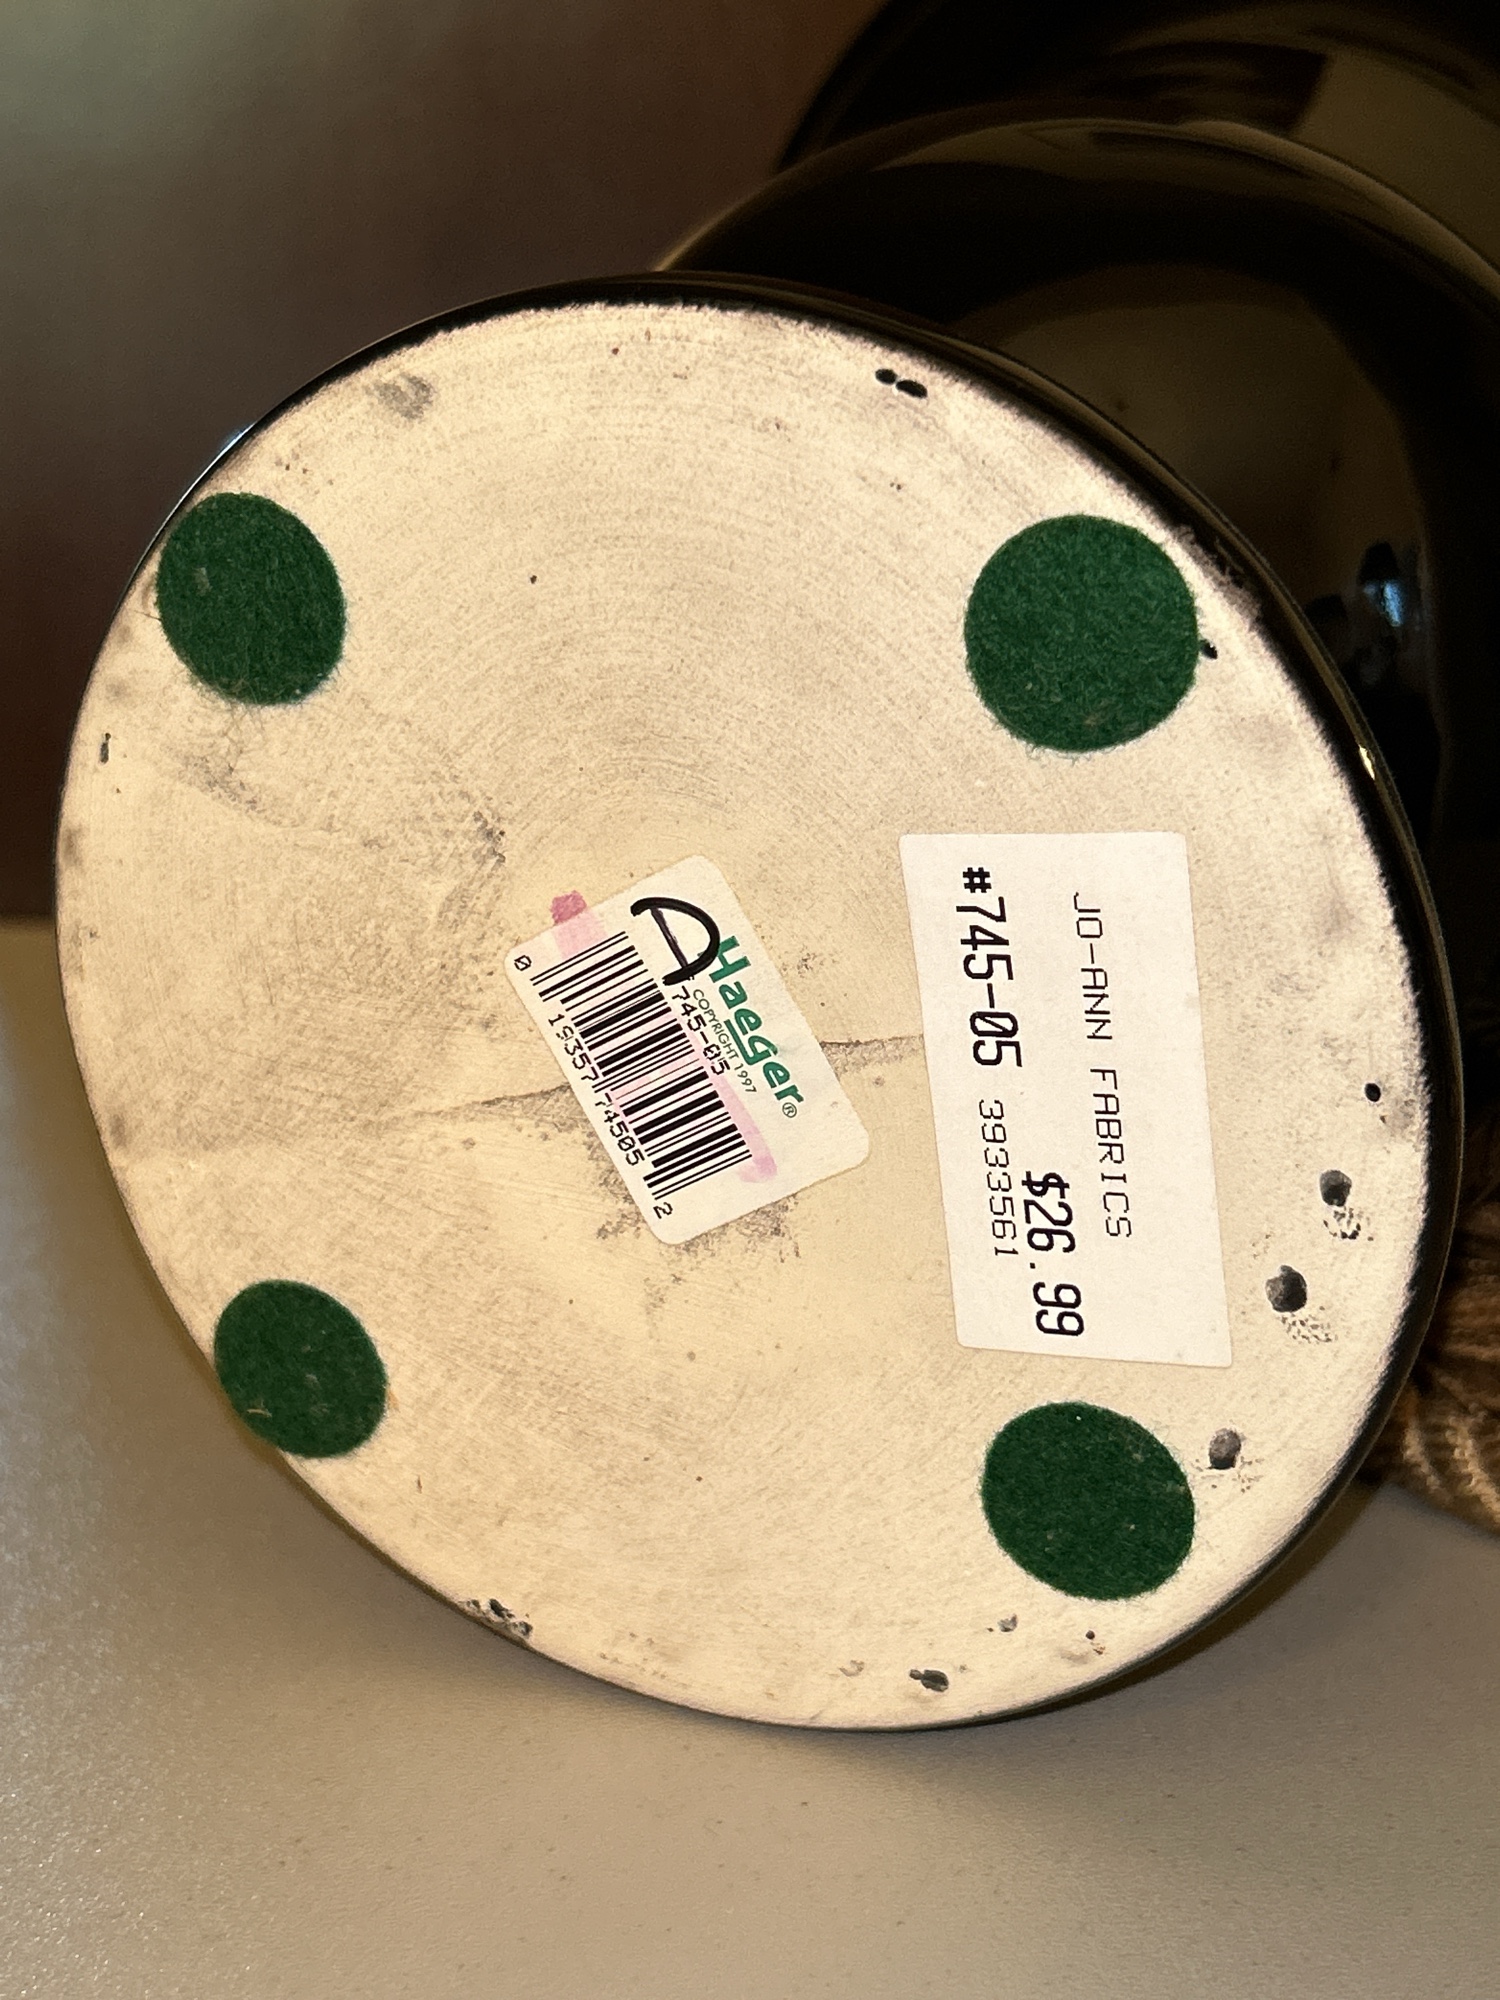 A
Haeger®
COPYRIGHT 1997
745-05
0 19357 74505 2
JO-ANN FABRICS
$26.99
#745-05 3933561